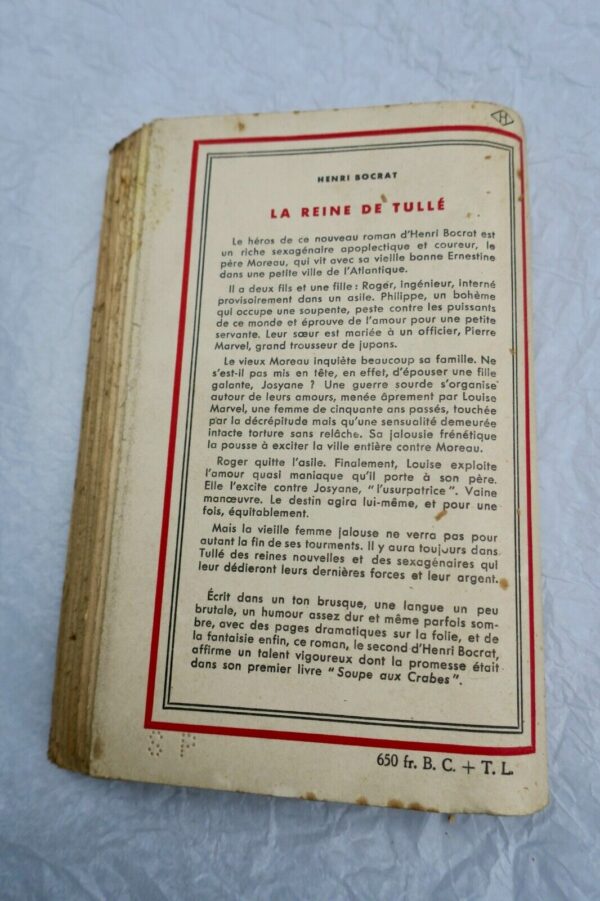 HENRI BOCRAT
LA REINE DE TULLÉ
Le héros de ce nouveau roman d'Henri Bocrat est
un riche sexagénaire apoplectique et coureur, le
père Moreau, qui vit avec sa vieille bonne Ernestine
dans une petite ville de l'Atlantique.
Il a deux fils et une fille : Roger, ingénieur, interné
provisoirement dans un asile. Philippe, un bohème
qui occupe une soupente, peste contre les puissants
de ce monde et éprouve de l'amour pour une petite
servante. Leur sœur est mariée à un officier, Pierre
Marvel, grand trousseur de jupons.
Le vieux Moreau inquiète beaucoup sa famille. Ne
s'est-il pas mis en tête, en effet, d'épouser une fille
galante, Josyane ? Une guerre sourde s'organise
autour de leurs amours, menée âprement par Louise
Marvel, une femme de cinquante ans passés, touchée
par la décrépitude mais qu'une sensualité demeurée
intacte torture sans relâche. Sa jalousie frénétique
la pousse à exciter la ville entière contre Moreau.
Roger quitte l'asile. Finalement, Louise exploite
l'amour quasi maniaque qu'il porte à son père.
Elle l'excite contre Josyane, "l'usurpatrice". Vaine
manœuvre. Le destin agira lui-même, et pour une
fois, équitablement.
Mais la vieille femme jalouse ne verra pas pour
autant la fin de ses tourments. Il y aura toujours dans
Tullé des reines nouvelles et des sexagénaires qui
leur dédieront leurs dernières forces et leur argent.
Écrit dans un ton brusque, une langue un peu
brutale, un humour assez dur et même parfois som-
bre, avec des pages dramatiques sur la folie, et de
la fantaisie enfin, ce roman, le second d'Henri Bocrat,
affirme un talent vigoureux dont la promesse était
dans son premier livre "Soupe aux Crabes".
S P
650 fr. B. C. + T. L.